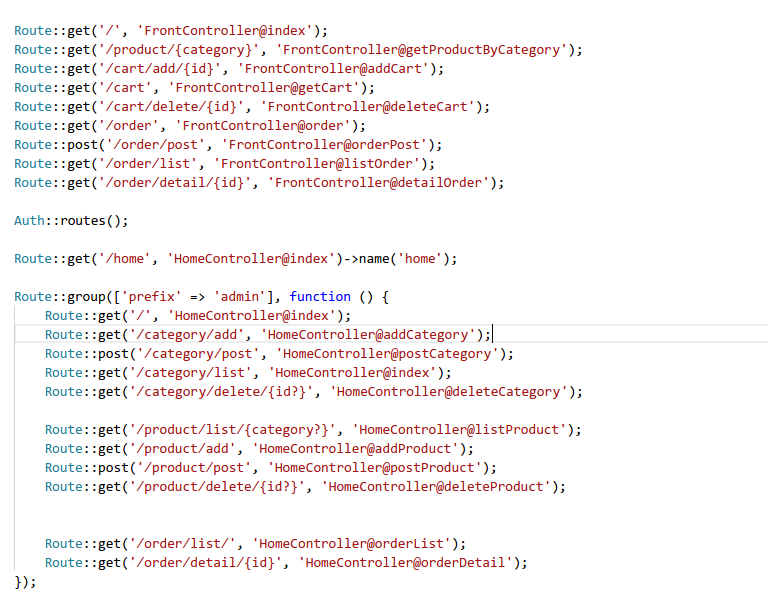 Route::get('/', 'FrontController@index');
Route::get('/product/{category}', 'FrontController@getProductByCategory');
Route::get('/cart/add/{id}', 'FrontController@addCart');
Route::get('/cart', 'FrontController@getCart');
Route::get('/cart/delete/{id}', 'FrontController@deleteCart');
Route::get('/order', 'FrontController@order');
Route::post('/order/post', 'FrontController@orderPost');
Route::get('/order/list', 'FrontController@listOrder');
Route::get('/order/detail/{id}', 'FrontController@detailOrder');

Auth::routes();

Route::get('/home', 'HomeController@index')->name('home');

Route::group(['prefix' => 'admin'], function () {
    Route::get('/', 'HomeController@index');
    Route::get('/category/add', 'HomeController@addCategory');
    Route::post('/category/post', 'HomeController@postCategory');
    Route::get('/category/list', 'HomeController@index');
    Route::get('/category/delete/{id?}', 'HomeController@deleteCategory');

    Route::get('/product/list/{category?}', 'HomeController@listProduct');
    Route::get('/product/add', 'HomeController@addProduct');
    Route::post('/product/post', 'HomeController@postProduct');
    Route::get('/product/delete/{id?}', 'HomeController@deleteProduct');


    Route::get('/order/list/', 'HomeController@orderList');
    Route::get('/order/detail/{id}', 'HomeController@orderDetail');
});